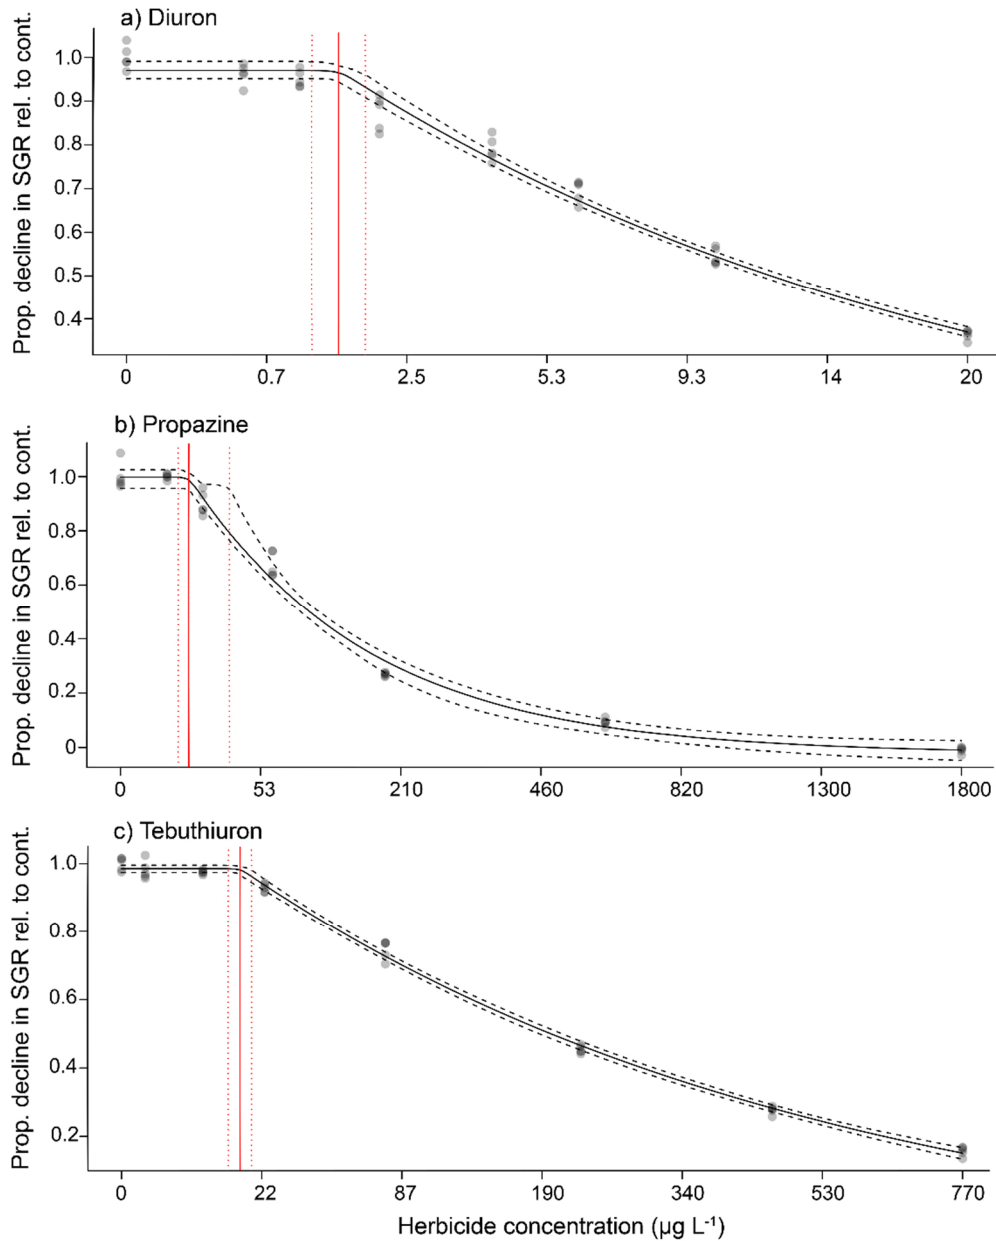 a) Diuron
Prop. decline in SGR rel. to cont.
1.0
0.9
0.8
0.7
0.6
0.5
0.4
0 0.7 2.5 5.3 9.3 14 20
b) Propazine
Prop. decline in SGR rel. to cont.
1.0
0.8
0.6
0.4
0.2
0
0 53 210 460 820 1300 1800
c) Tebuthiuron
Prop. decline in SGR rel. to cont.
1.0
0.8
0.6
0.4
0.2
0 22 87 190 340 530 770
Herbicide concentration (µg L⁻¹)